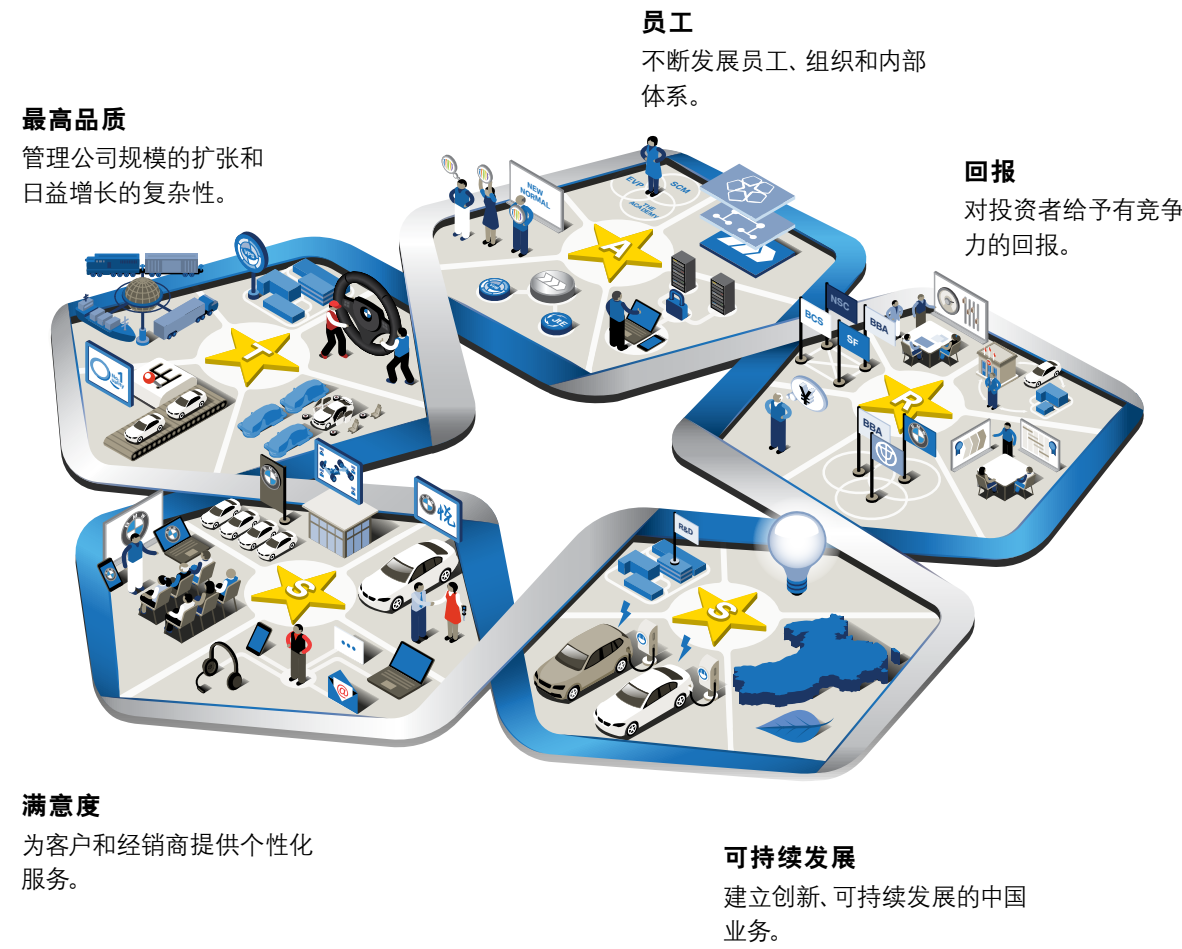 员工
不断发展员工、组织和内部
体系。
最高品质
管理公司规模的扩张和
日益增长的复杂性。
回报
对投资者给予有竞争
力的回报。
NEW
NORMAL
EVP
SCM
THE
ACADEMY
A
JIE
VPS
T
No.1
BCS
NSC
SF
BBA
¥
R
BBA
悦
S
@
R&D
S
满意度
为客户和经销商提供个性化
服务。
可持续发展
建立创新、可持续发展的中国
业务。